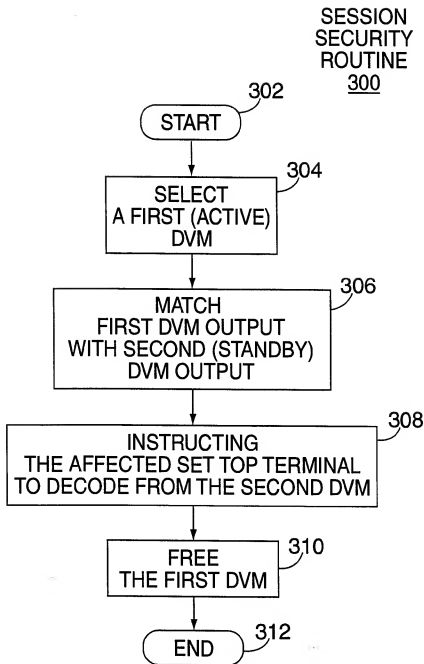 SESSION
SECURITY
ROUTINE
300
302
START
304
SELECT
A FIRST (ACTIVE)
DVM
306
MATCH
FIRST DVM OUTPUT
WITH SECOND (STANDBY)
DVM OUTPUT
308
INSTRUCTING
THE AFFECTED SET TOP TERMINAL
TO DECODE FROM THE SECOND DVM
310
FREE
THE FIRST DVM
312
END